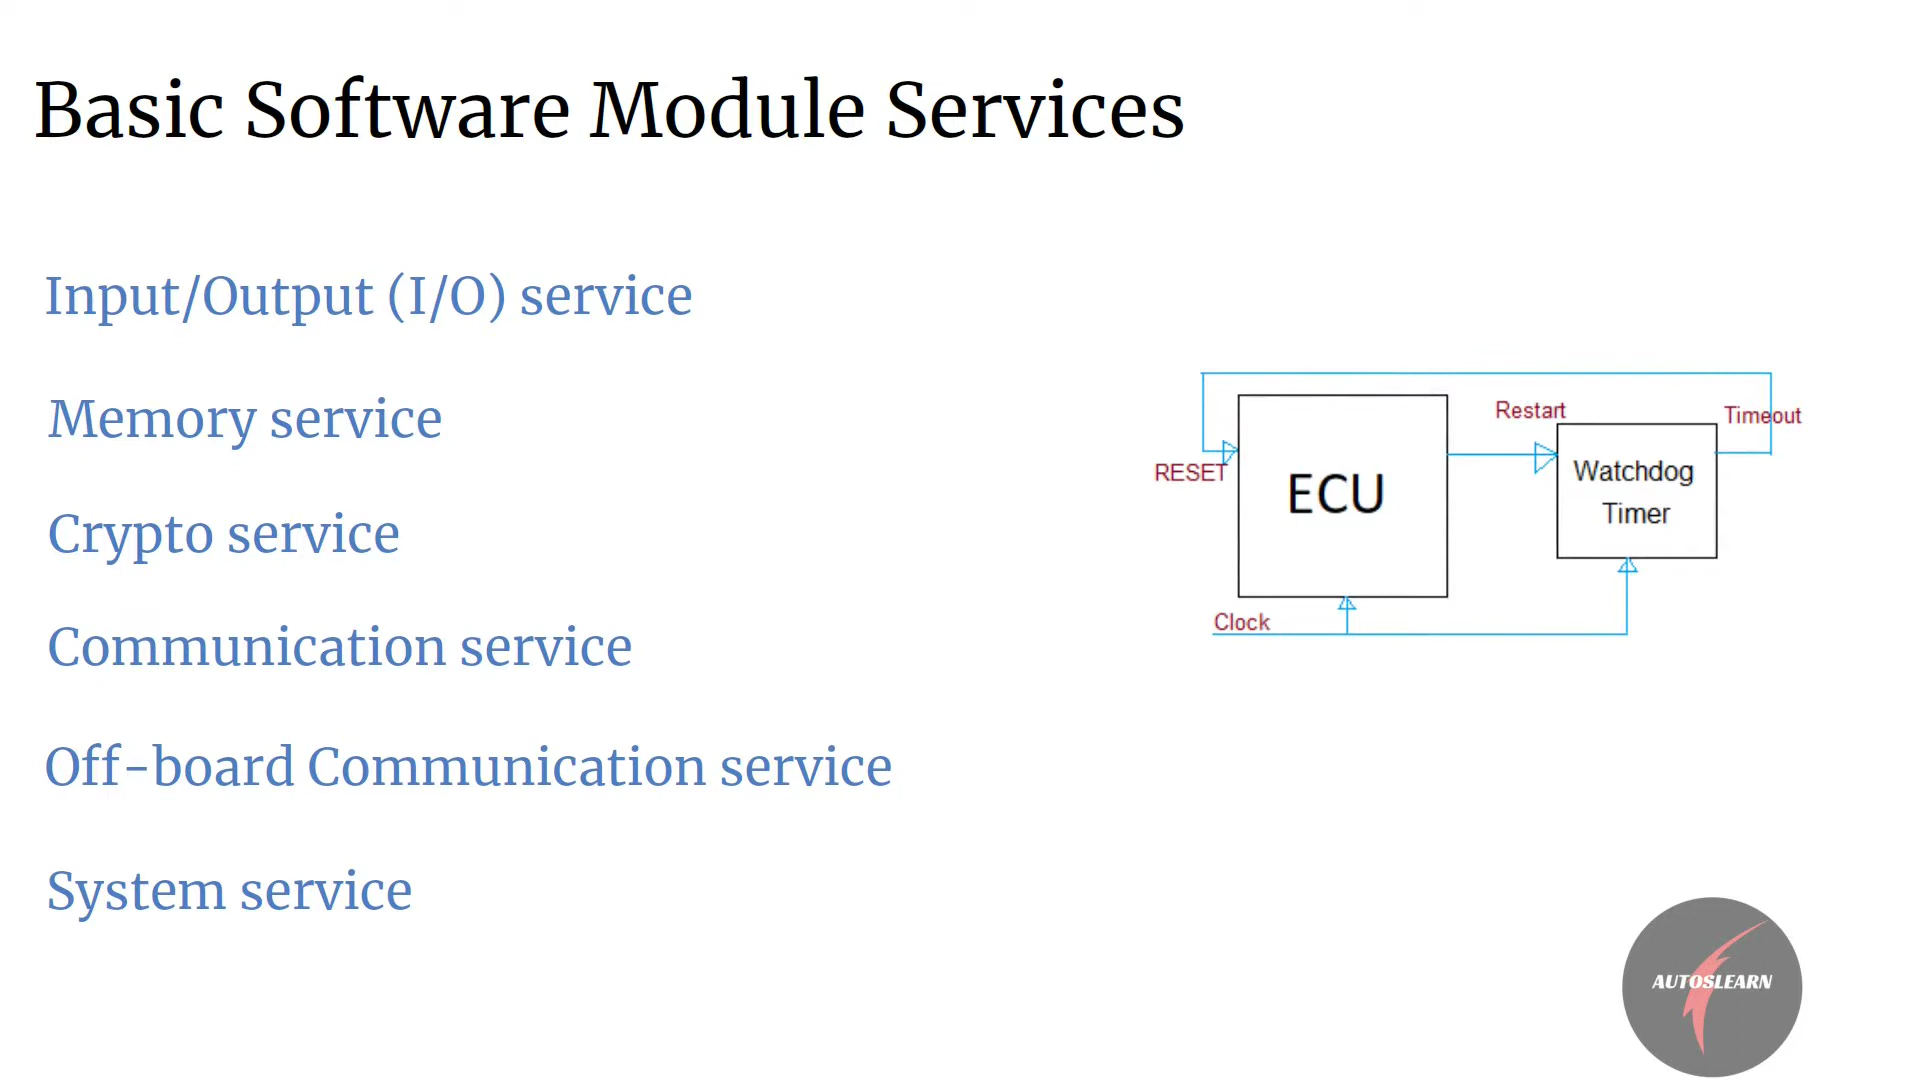 Basic Software Module Services
Input/Output (I/O) service
Memory service
Crypto service
Communication service
Off-board Communication service
System service
Restart
Timeout
RESET
ECU
Watchdog
Timer
Clock
AUTOSLEARN